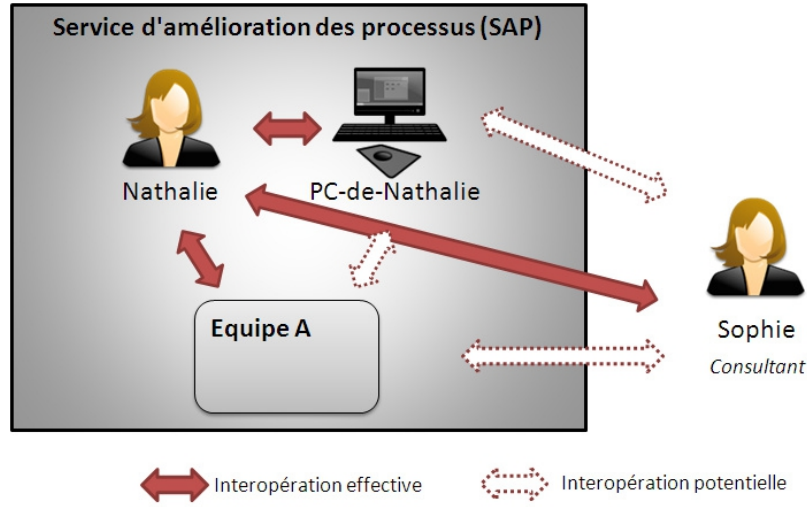 Service d'amélioration des processus (SAP)
Nathalie
PC-de-Nathalie
Equipe A
Sophie
Consultant
Interopération effective
Interopération potentielle